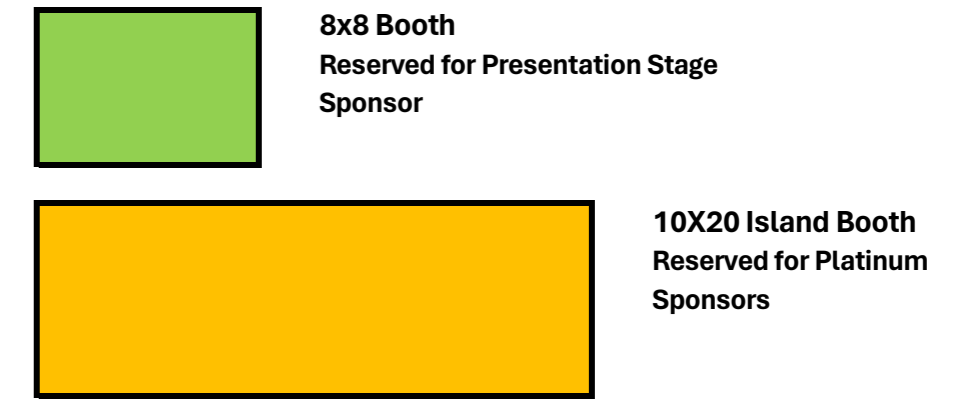 8x8 Booth
Reserved for Presentation Stage
Sponsor
10X20 Island Booth
Reserved for Platinum
Sponsors